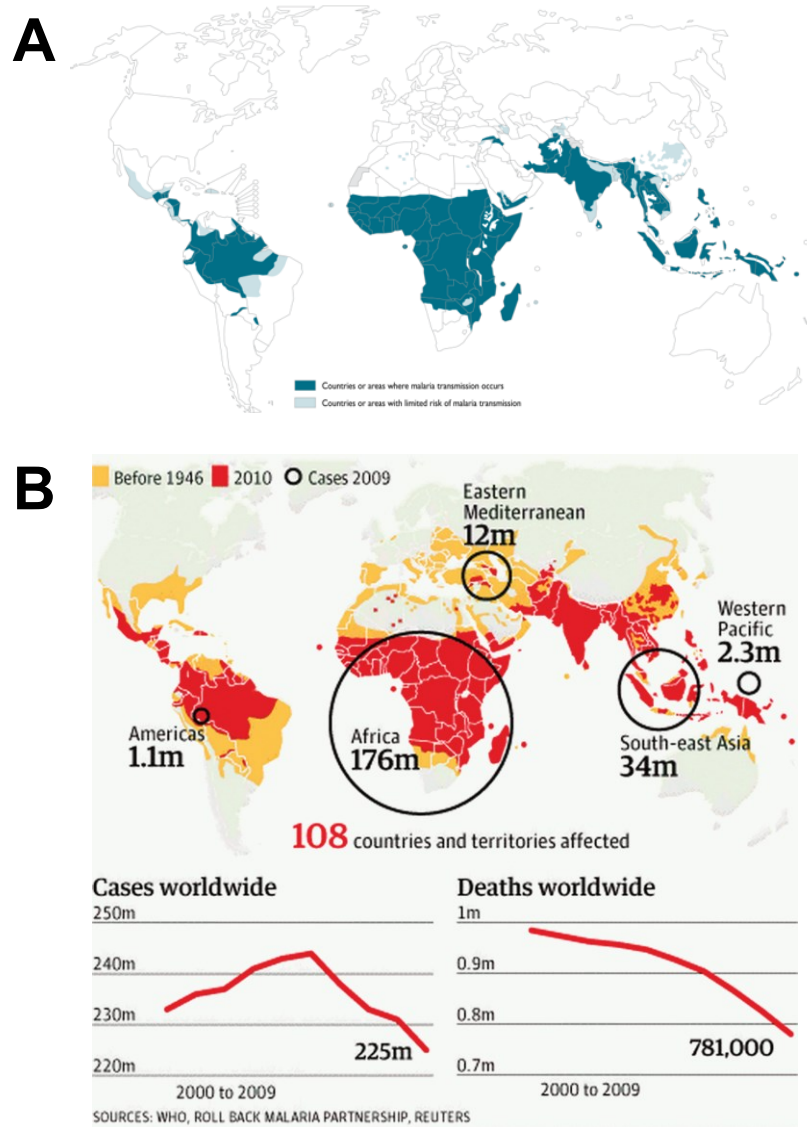 A
Countries or areas where malaria transmission occurs
Countries or areas with limited risk of malaria transmission
B
Before 1946 2010 Cases 2009
Eastern
Mediterranean
12m
Western
Pacific
2.3m
Americas
1.1m
Africa
176m
South-east Asia
34m
108 countries and territories affected
Cases worldwide
250m
240m
230m
220m
225m
2000 to 2009
Deaths worldwide
1m
0.9m
0.8m
0.7m
781,000
2000 to 2009
SOURCES: WHO, ROLL BACK MALARIA PARTNERSHIP, REUTERS